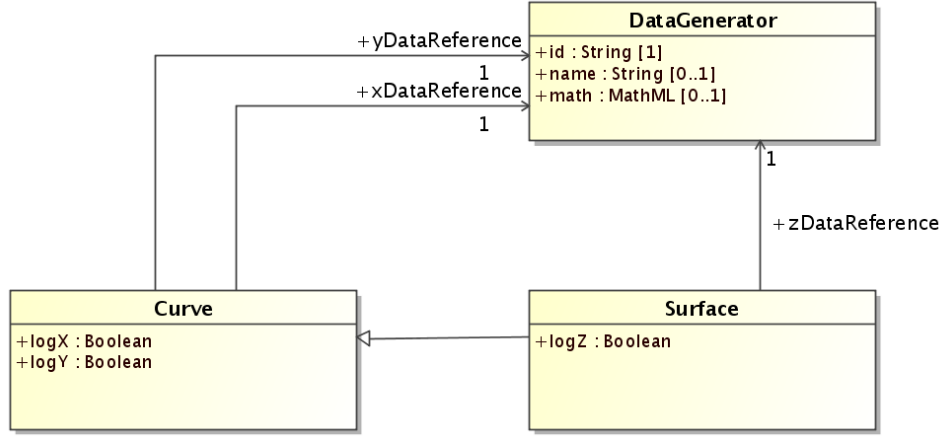 DataGenerator
+id : String [1]
+name : String [0..1]
+math : MathML [0..1]
+yDataReference
1
+xDataReference
1
1
+zDataReference
Curve
+logX : Boolean
+logY : Boolean
Surface
+logZ : Boolean